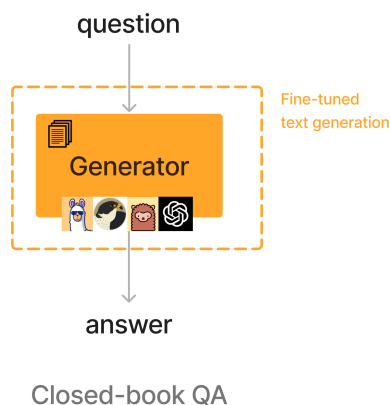 question
Fine-tuned
text generation
Generator
answer
Closed-book QA